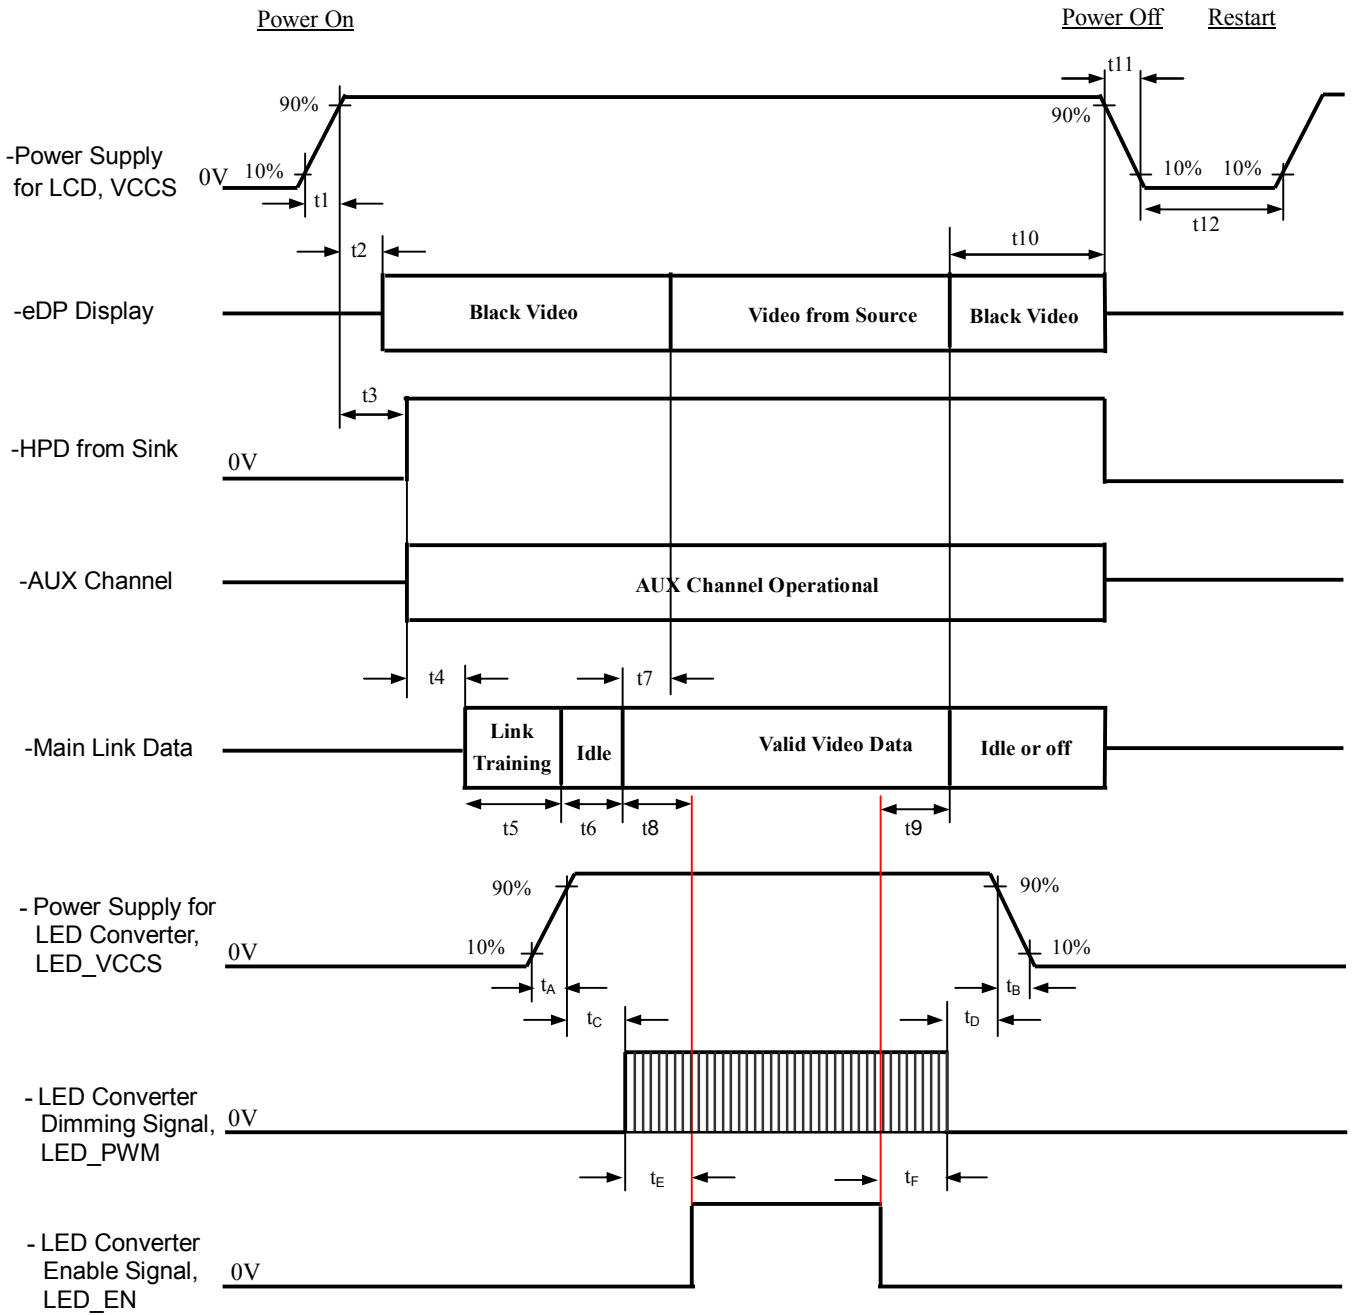 Power On
Power Off
Restart
t11
90%
90%
-Power Supply
for LCD, VCCS
0V
10%
10%
10%
t1
t12
t2
t10
-eDP Display
Black Video
Video from Source
Black Video
t3
-HPD from Sink
0V
-AUX Channel
AUX Channel Operational
t4
t7
-Main Link Data
Link
Training
Idle
Valid Video Data
Idle or off
t5
t6
t8
t9
90%
90%
- Power Supply for
LED Converter,
LED_VCCS
0V
10%
10%
tA
tB
tC
tD
- LED Converter
Dimming Signal,
LED_PWM
0V
tE
tF
- LED Converter
Enable Signal,
LED_EN
0V